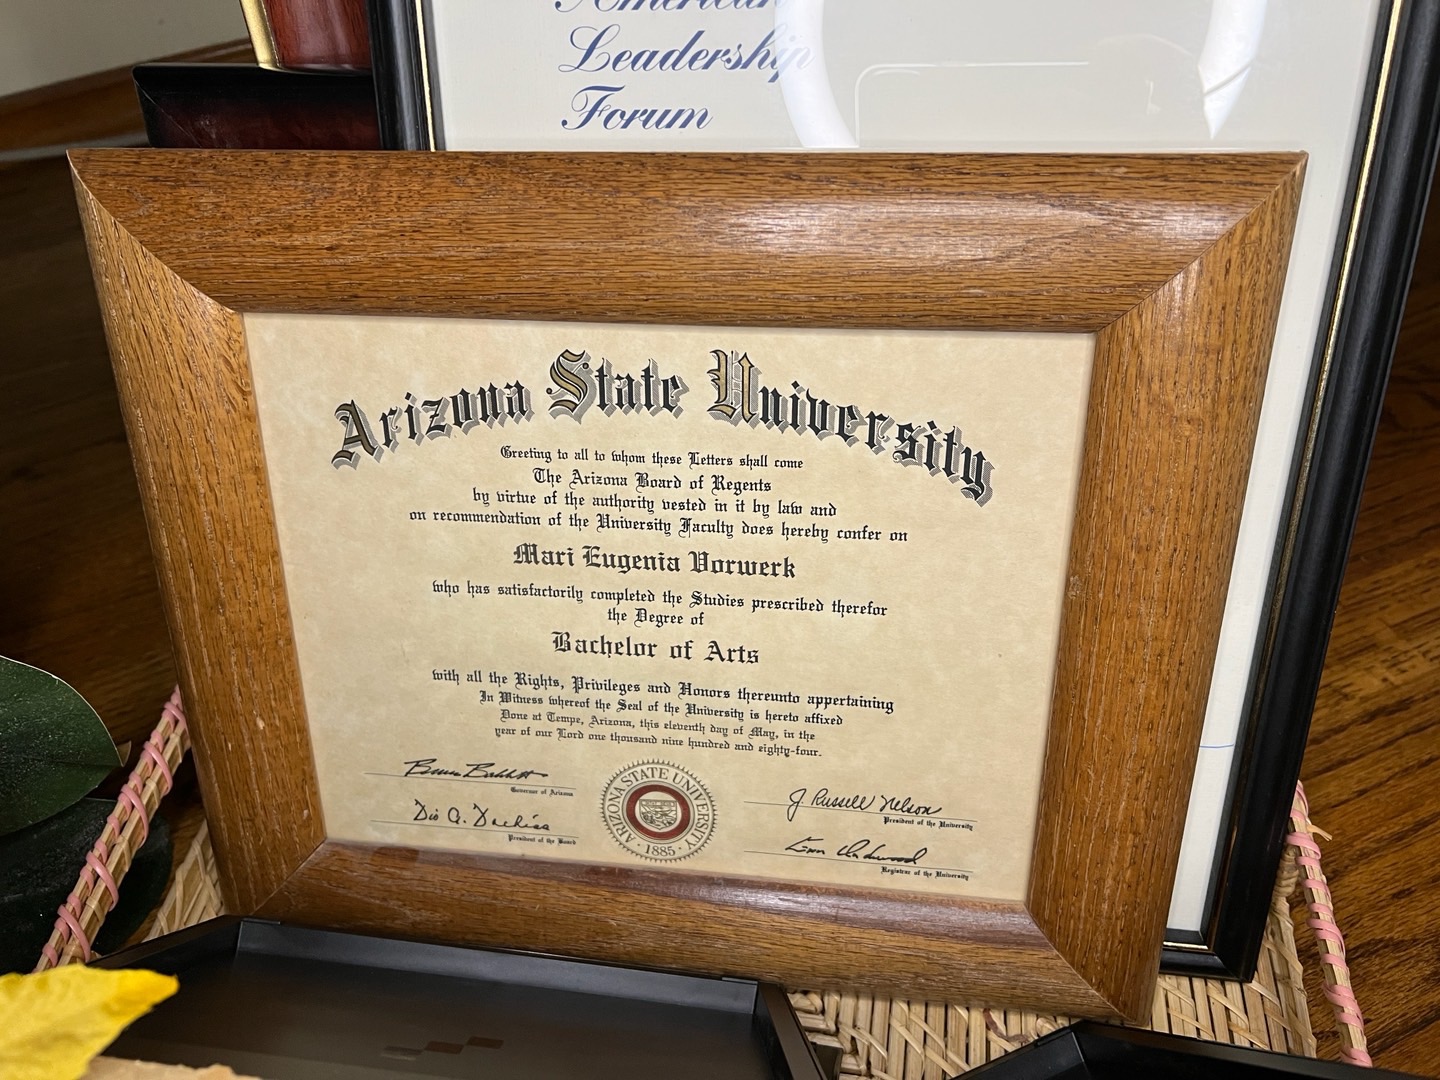 American
Leadership
Forum
Arizona State University
Greeting to all to whom these Letters shall come
The Arizona Board of Regents
by virtue of the authority vested in it by law and
on recommendation of the University Faculty does hereby confer on
Mari Eugenia Vorwerk
who has satisfactorily completed the Studies prescribed therefor
the Degree of
Bachelor of Arts
with all the Rights, Privileges and Honors thereunto appertaining
In Witness whereof the Seal of the University is hereto affixed
Done at Tempe, Arizona, this eleventh day of May, in the
year of our Lord one thousand nine hundred and eighty-four.
Bruce Babbitt
Governor of Arizona
President of the Board
ARIZONA STATE UNIVERSITY
1885
J. Russell Nelson
President of the University
Registrar of the University